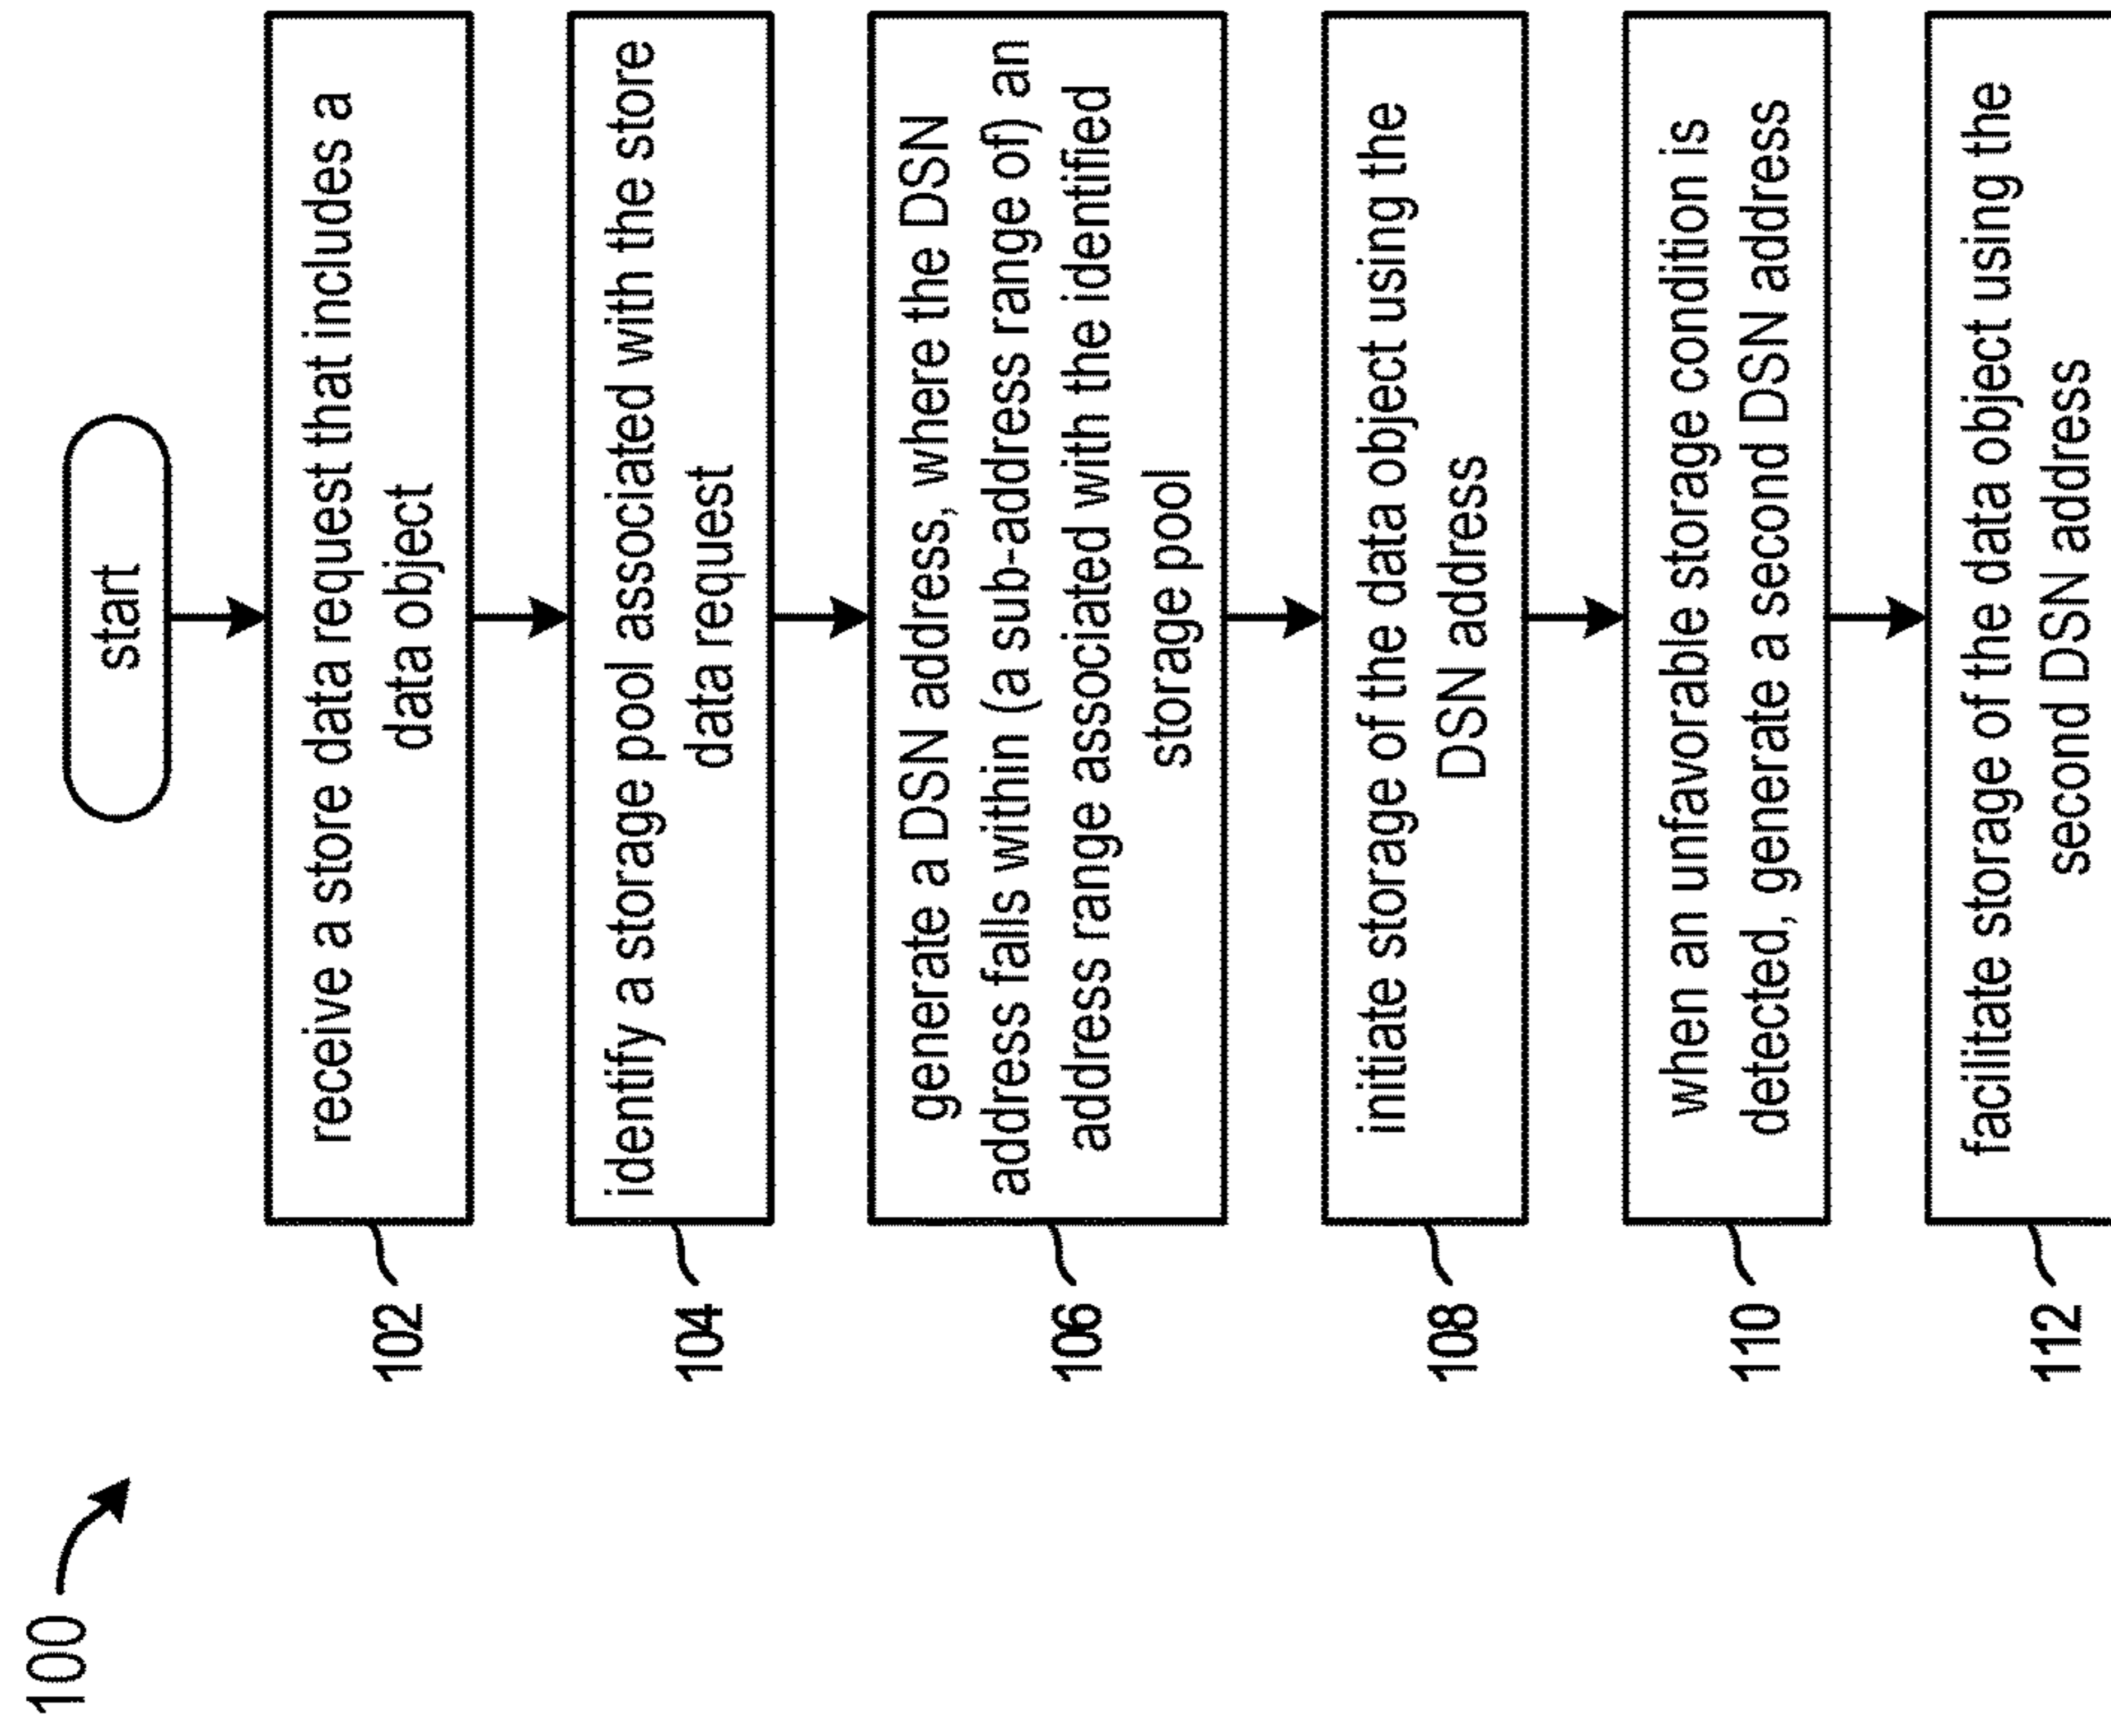 100
start
102
receive a store data request that includes a
data object
104
identify a storage pool associated with the store
data request
106
generate a DSN address, where the DSN
address falls within (a sub-address range of) an
address range associated with the identified
storage pool
108
initiate storage of the data object using the
DSN address
110
when an unfavorable storage condition is
detected, generate a second DSN address
112
facilitate storage of the data object using the
second DSN address